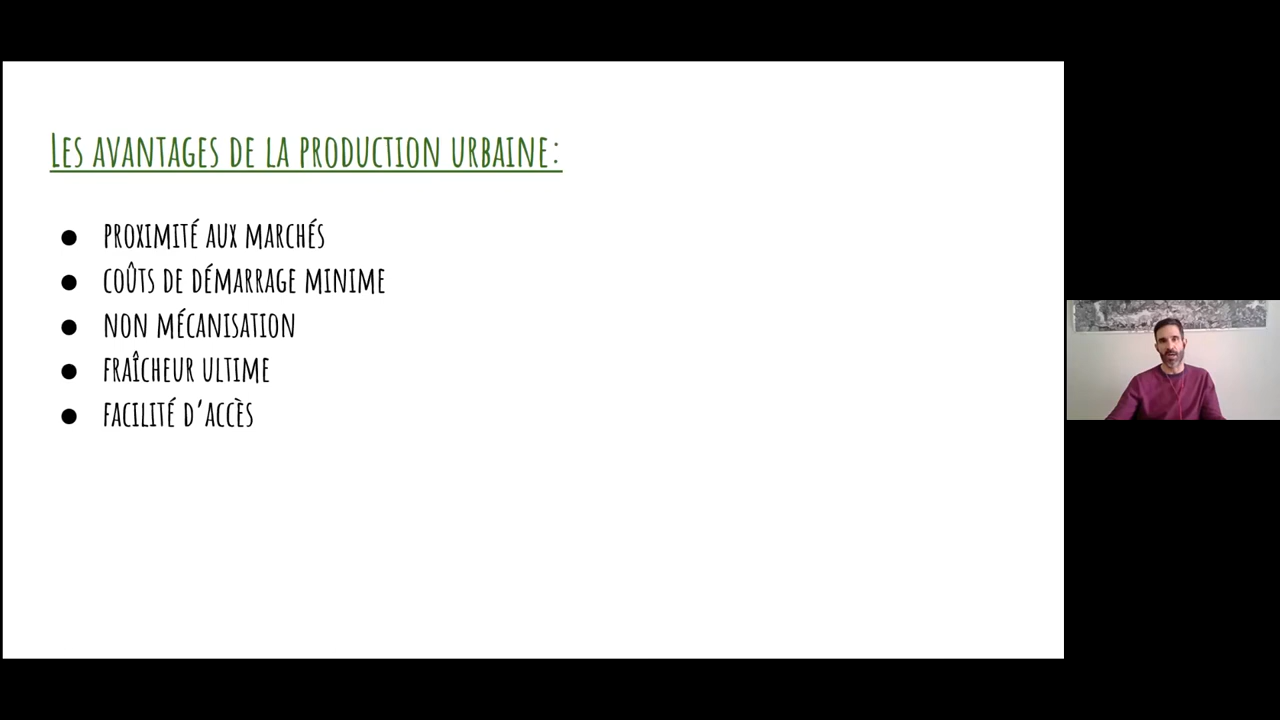 Les avantages de la production urbaine:
● proximité aux marchés
● coûts de démarrage minime
● non mécanisation
● fraîcheur ultime
● facilité d'accès